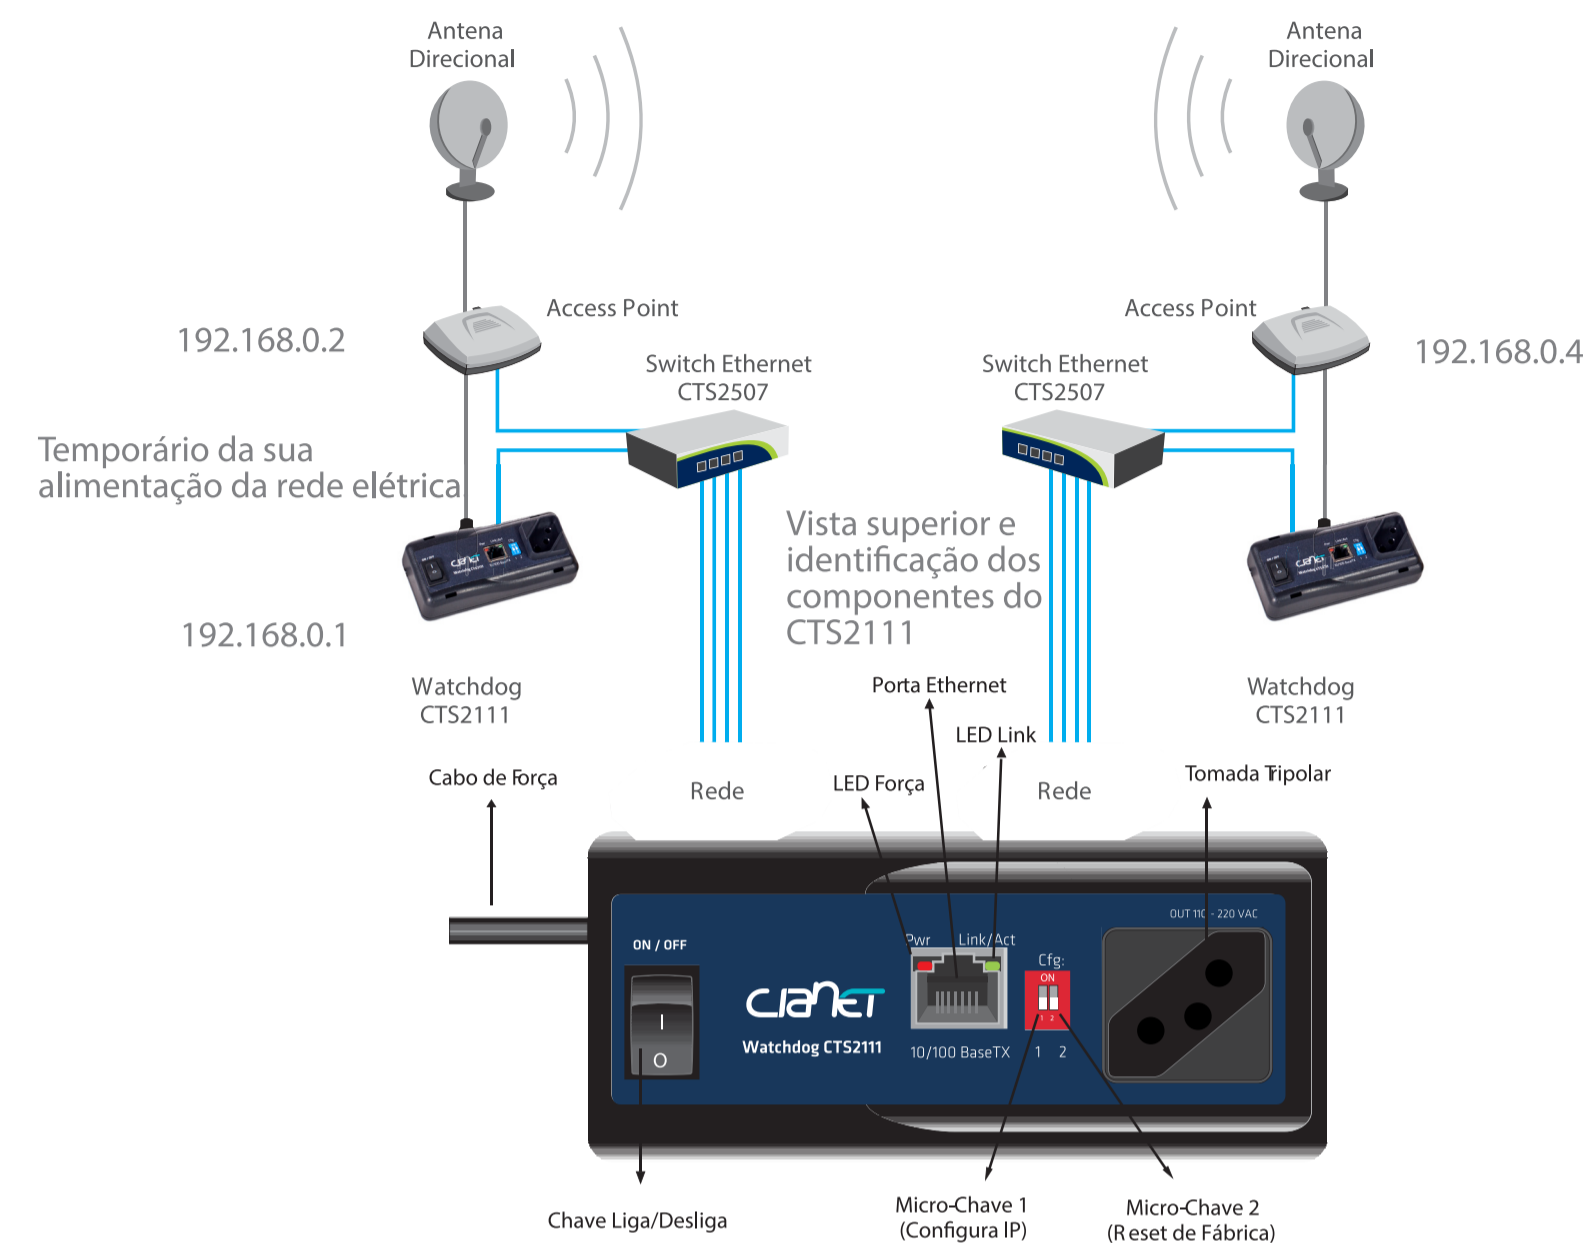 Antena
Direcional
Antena
Direcional
Access Point
Access Point
192.168.0.2
192.168.0.4
Switch Ethernet
CTS2507
Switch Ethernet
CTS2507
Temporário da sua
alimentação da rede elétrica
Vista superior e
identificação dos
componentes do
CTS2111
192.168.0.1
Watchdog
CTS2111
Watchdog
CTS2111
Porta Ethernet
LED Link
Cabo de Força
Rede
LED Força
Rede
Tomada Tripolar
OUT 110 - 220 VAC
ON / OFF
Pwr Link/Act
Cfg:
ON
1 2
I
O
cianet
Watchdog CTS2111
10/100 BaseTX
1 2
Chave Liga/Desliga
Micro-Chave 1
(Configura IP)
Micro-Chave 2
(Reset de Fábrica)